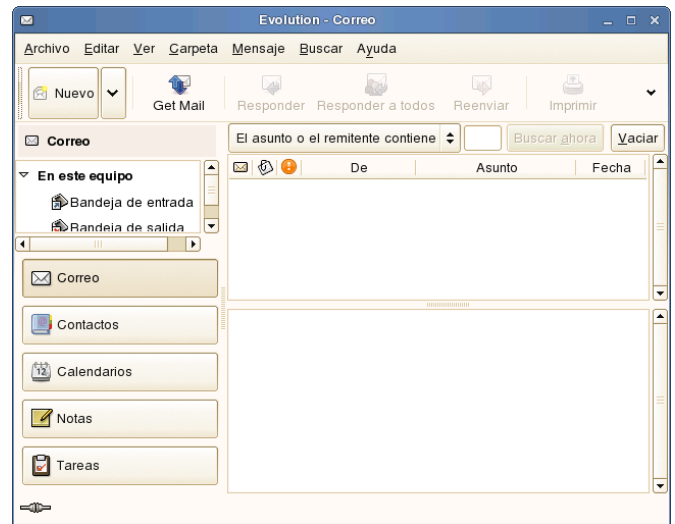 Evolution - Correo
Archivo Editar Ver Carpeta Mensaje Buscar Ayuda
Nuevo Get Mail Responder Responder a todos Reenviar Imprimir
Correo El asunto o el remitente contiene Buscar ahora Vaciar
De Asunto Fecha
En este equipo
Bandeja de entrada
Bandeja de salida
Correo
Contactos
12 Calendarios
Notas
Tareas